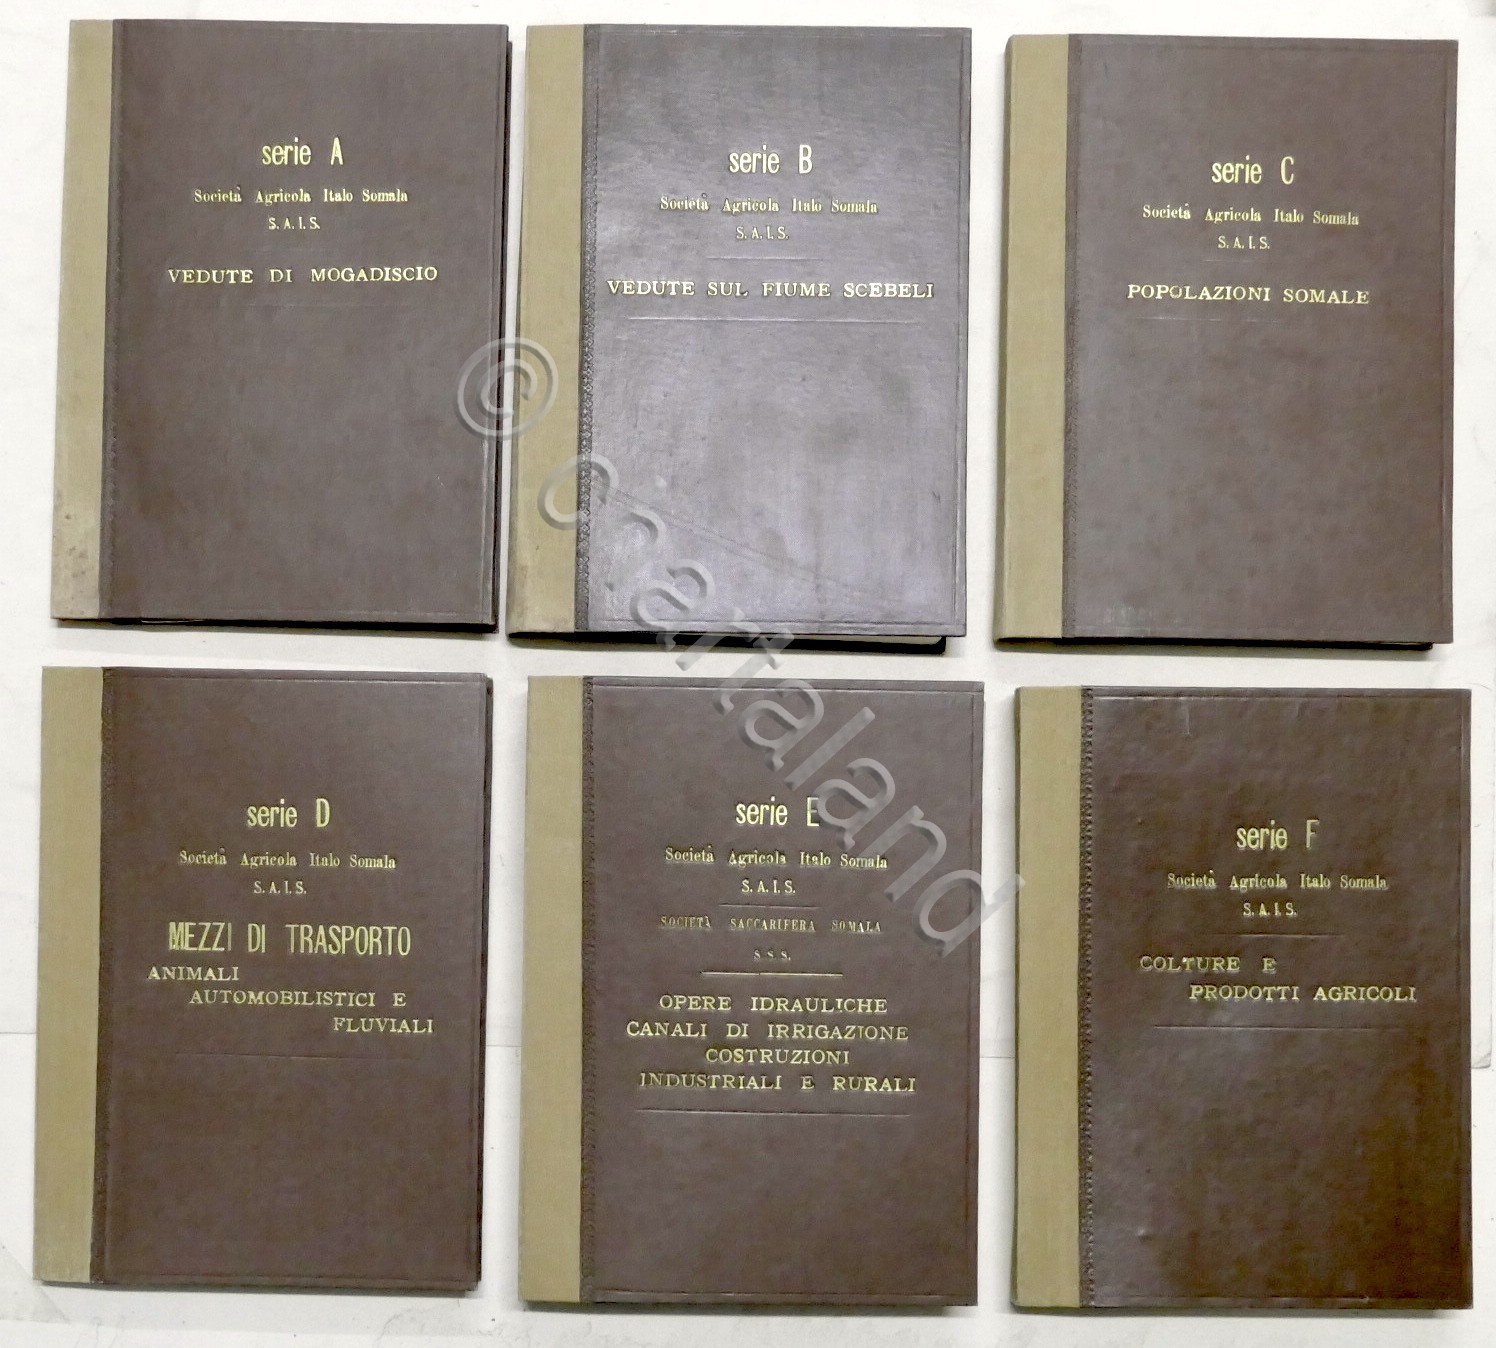 serie A
Società Agricola Italo Somala
S. A. I. S.
VEDUTE DI MOGADISCIO
serie B
Società Agricola Italo Somala
S. A. I. S.
VEDUTE SUL FIUME SCEBELI
serie C
Società Agricola Italo Somala
S. A. I. S.
POPOLAZIONI SOMALE
serie D
Società Agricola Italo Somala
S. A. I. S.
MEZZI DI TRASPORTO
ANIMALI
AUTOMOBILISTICI E
FLUVIALI
serie E
Società Agricola Italo Somala
S. A. I. S.
SOCIETÀ SACCARIFERA SOMALA
S. S. S.
OPERE IDRAULICHE
CANALI DI IRRIGAZIONE
COSTRUZIONI
INDUSTRIALI E RURALI
serie F
Società Agricola Italo Somala
S. A. I. S.
COLTURE E
PRODOTTI AGRICOLI
© Cartaland